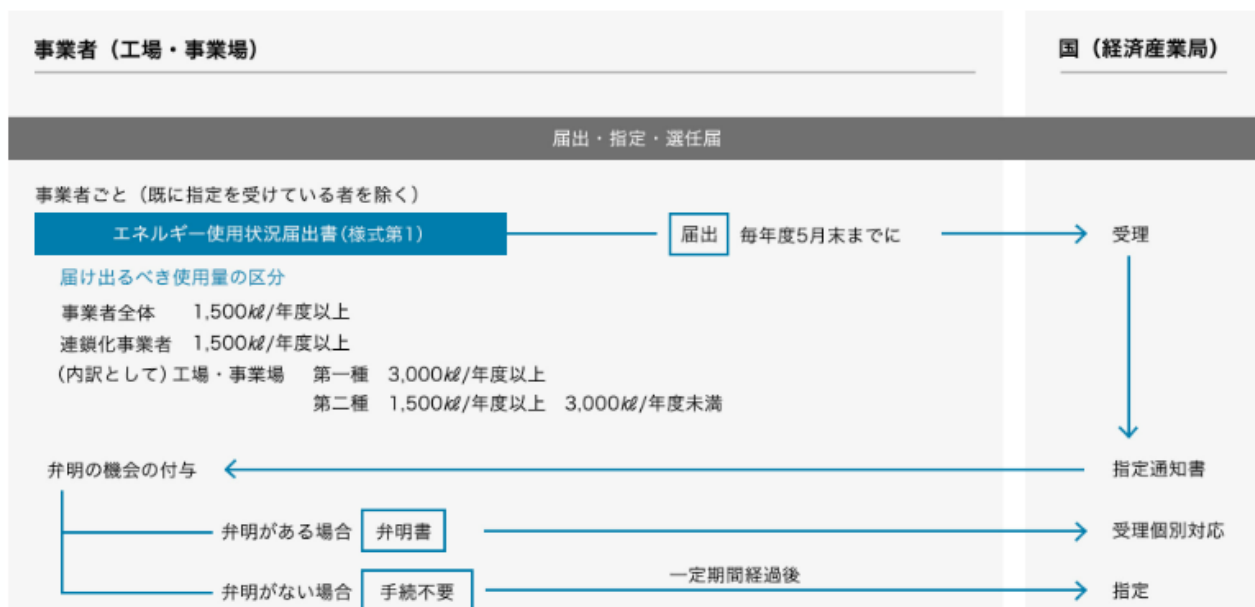 事業者（工場・事業場）
国（経済産業局）
届出・指定・選任届
事業者ごと（既に指定を受けている者を除く）
エネルギー使用状況届出書(様式第1) 届出 毎年度5月末までに 受理
届け出るべき使用量の区分
事業者全体 1,500㎘/年度以上
連鎖化事業者 1,500㎘/年度以上
(内訳として)工場・事業場 第一種 3,000㎘/年度以上
第二種 1,500㎘/年度以上 3,000㎘/年度未満
弁明の機会の付与 指定通知書
弁明がある場合 弁明書 受理個別対応
一定期間経過後
弁明がない場合 手続不要 指定